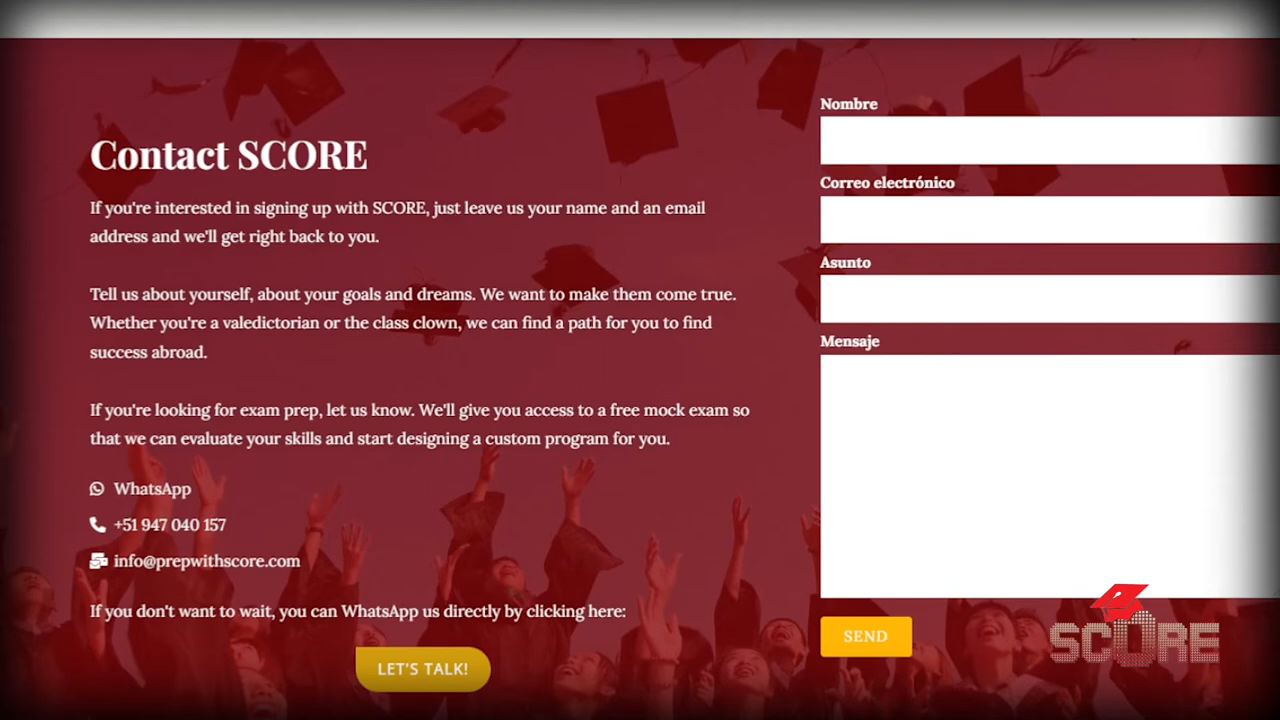 Contact SCORE
If you're interested in signing up with SCORE, just leave us your name and an email
address and we'll get right back to you.
Tell us about yourself, about your goals and dreams. We want to make them come true.
Whether you're a valedictorian or the class clown, we can find a path for you to find
success abroad.
If you're looking for exam prep, let us know. We'll give you access to a free mock exam so
that we can evaluate your skills and start designing a custom program for you.
WhatsApp
+51 947 040 157
info@prepwithscore.com
If you don't want to wait, you can WhatsApp us directly by clicking here:
LET'S TALK!
Nombre
Correo electrónico
Asunto
Mensaje
SEND
SCORE